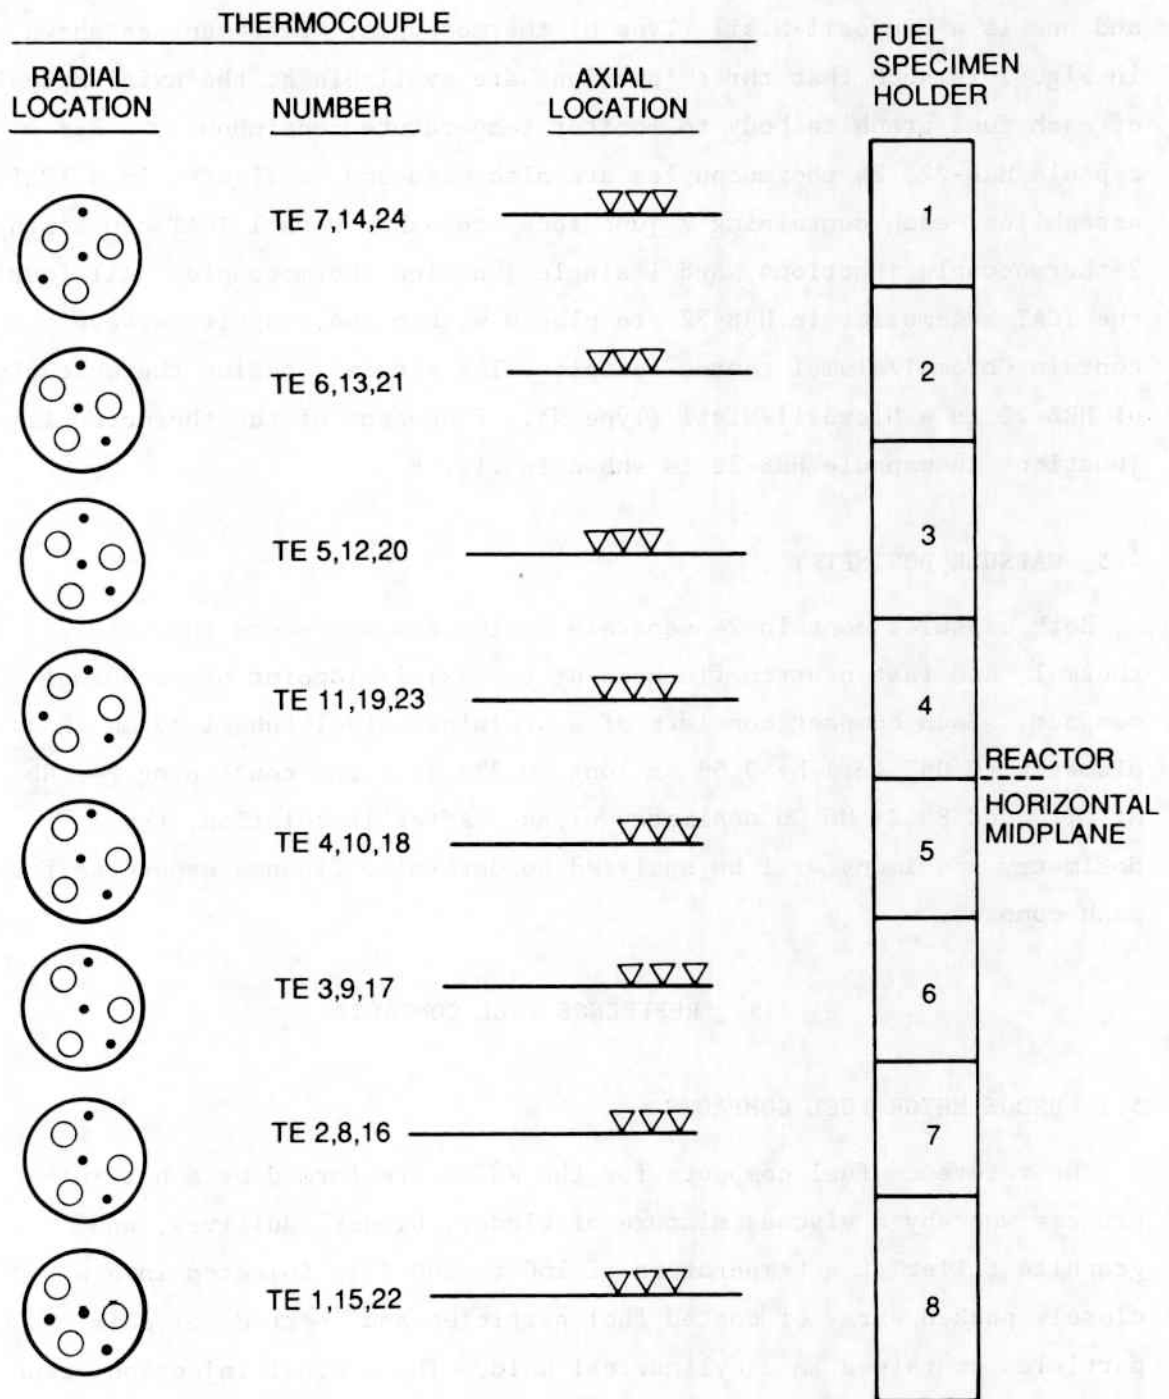 THERMOCOUPLE
RADIAL
LOCATION
NUMBER
AXIAL
LOCATION
FUEL
SPECIMEN
HOLDER
TE 7,14,24
1
TE 6,13,21
2
TE 5,12,20
3
TE 11,19,23
4
REACTOR
HORIZONTAL
MIDPLANE
TE 4,10,18
5
TE 3,9,17
6
TE 2,8,16
7
TE 1,15,22
8